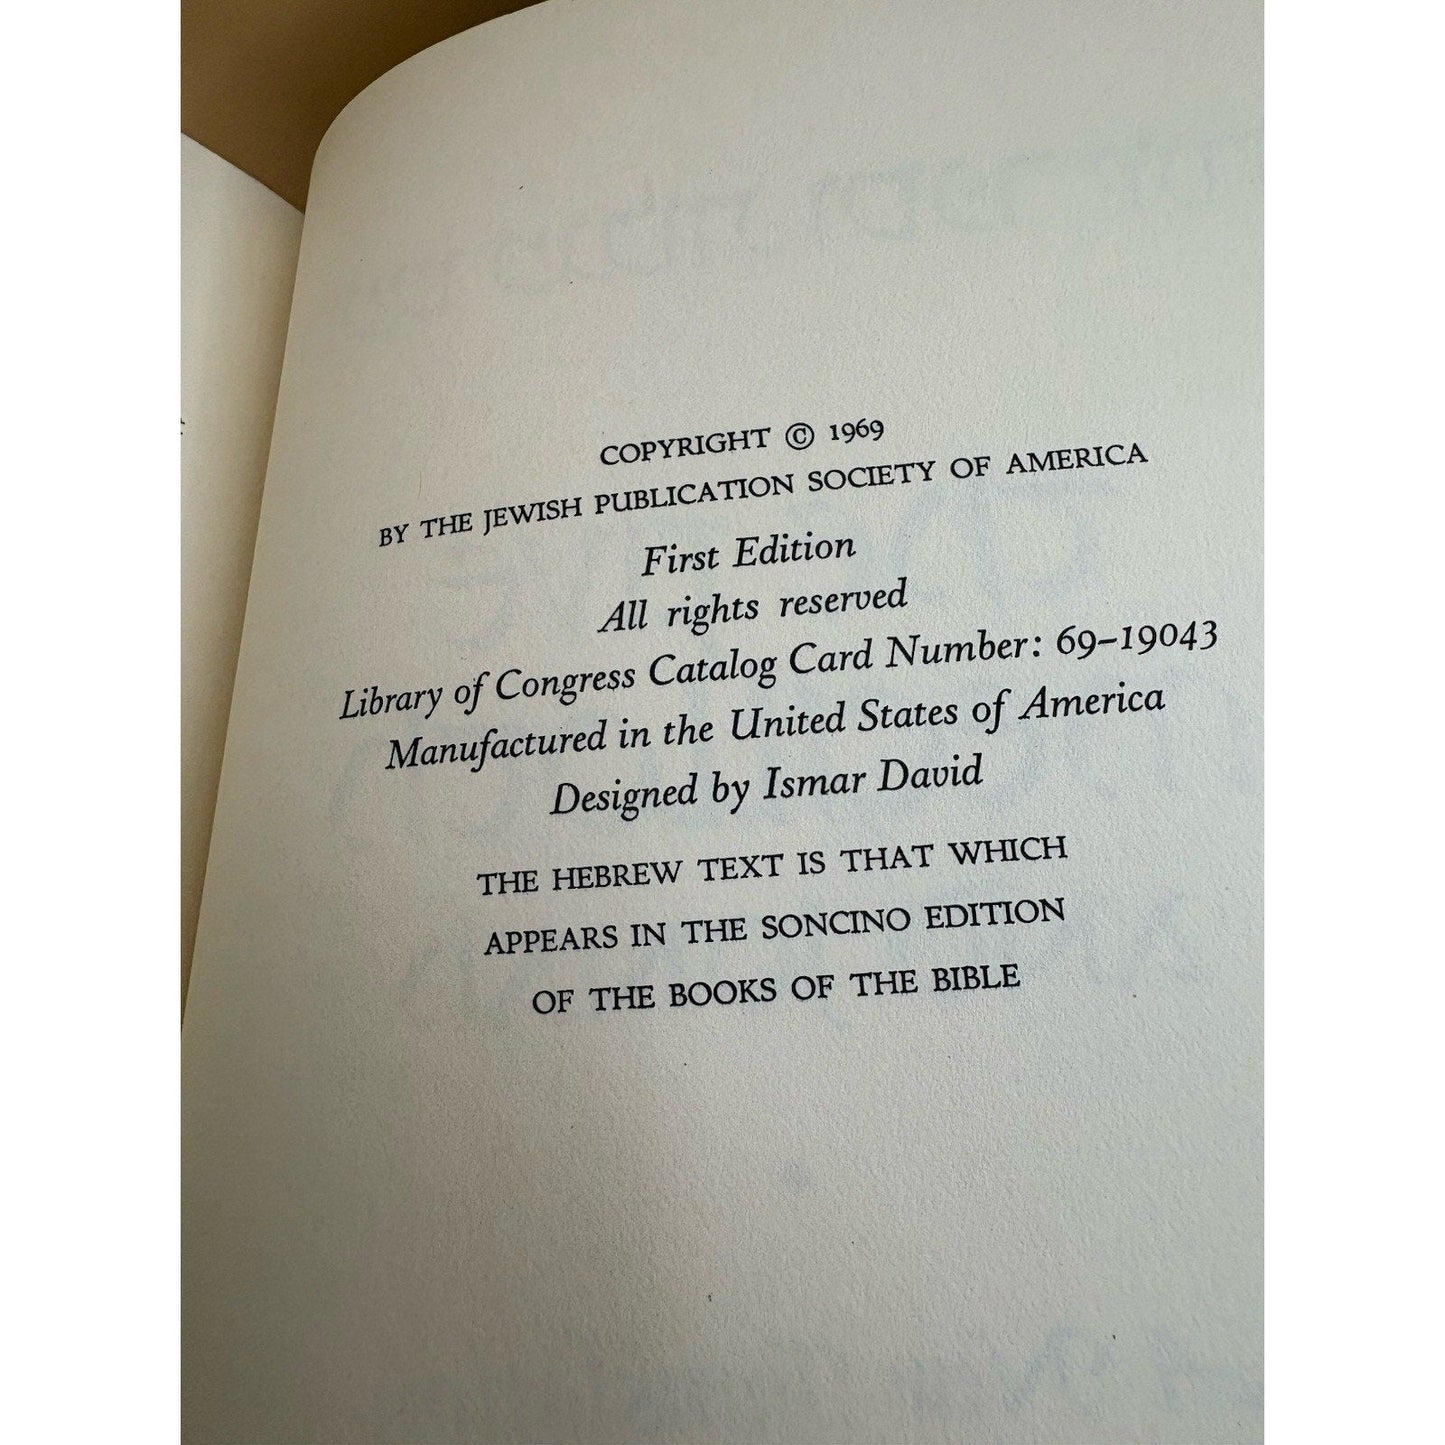 COPYRIGHT © 1969
BY THE JEWISH PUBLICATION SOCIETY OF AMERICA
First Edition
All rights reserved
Library of Congress Catalog Card Number: 69–19043
Manufactured in the United States of America
Designed by Ismar David
THE HEBREW TEXT IS THAT WHICH
APPEARS IN THE SONCINO EDITION
OF THE BOOKS OF THE BIBLE